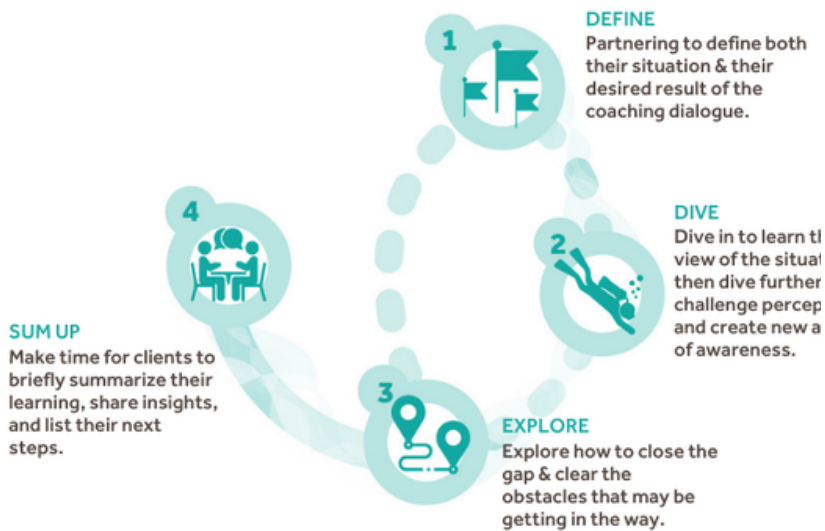 1
DEFINE
Partnering to define both
their situation & their
desired result of the
coaching dialogue.
2
DIVE
Dive in to learn
view of the
then dive further
challenge
and create new
of awareness.
3
EXPLORE
Explore how to close the
gap & clear the
obstacles that may be
getting in the way.
4
SUM UP
Make time for clients to
briefly summarize their
learning, share insights,
and list their next
steps.